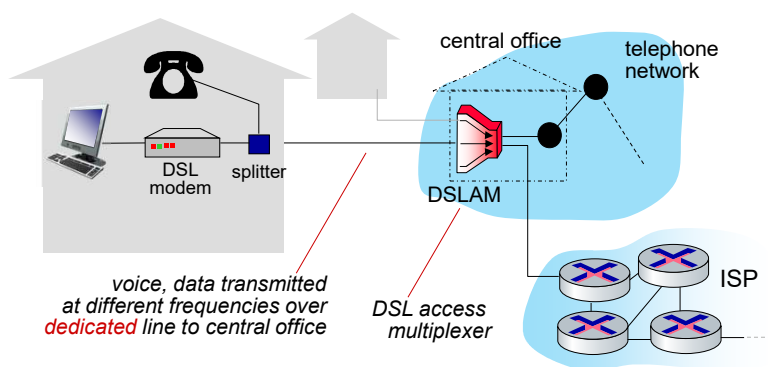 central office
telephone
network
DSL
modem
splitter
DSLAM
voice, data transmitted
at different frequencies over
dedicated line to central office
DSL access
multiplexer
ISP